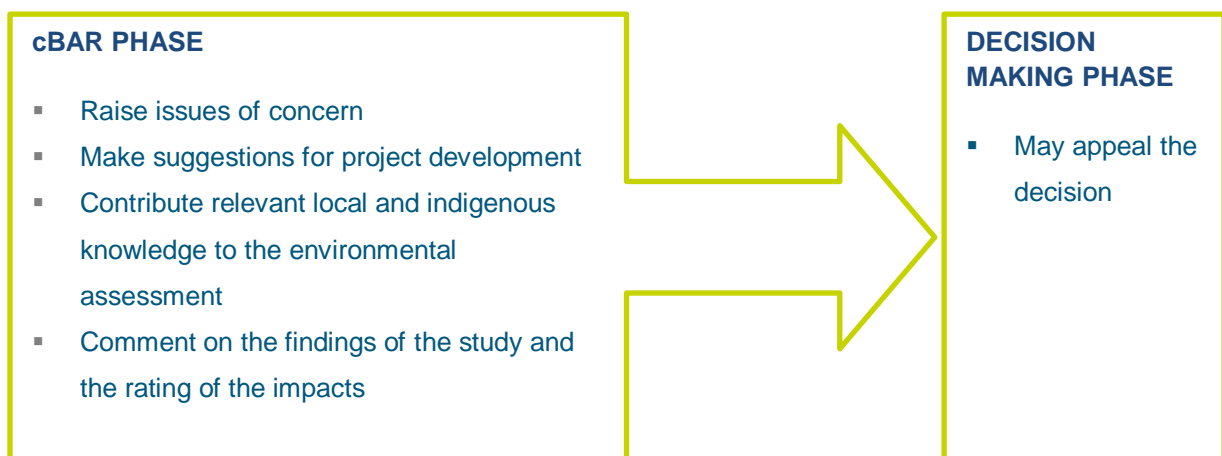 cBAR PHASE
▪ Raise issues of concern
▪ Make suggestions for project development
▪ Contribute relevant local and indigenous
knowledge to the environmental
assessment
▪ Comment on the findings of the study and
the rating of the impacts
DECISION
MAKING PHASE
▪ May appeal the
decision